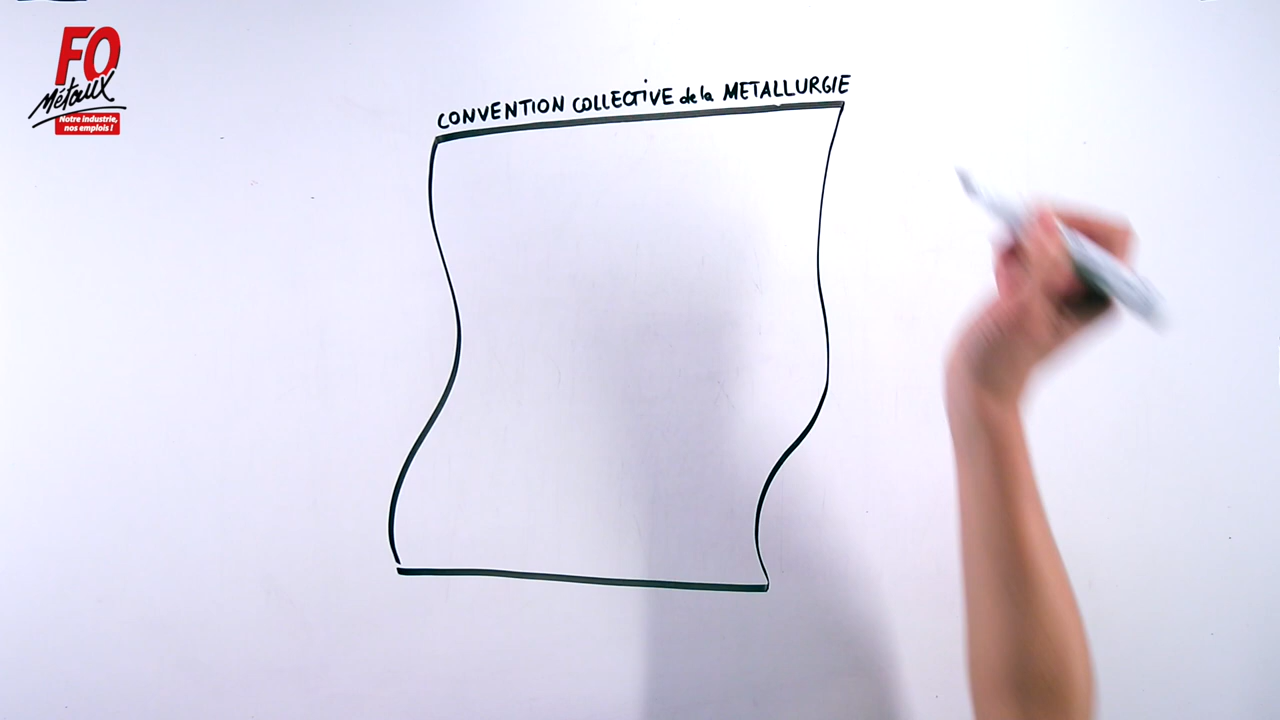 FO
Métaux
Notre industrie,
nos emplois !
CONVENTION COLLECTIVE de la METALLURGIE